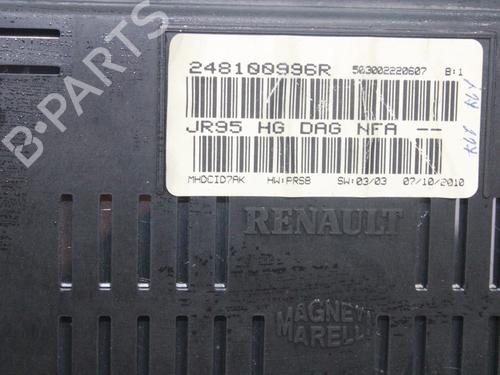 B-PARTS
248100996R 503002220607 B:1
JR95 HG DAG NFA --
MHDCID7AK HW:PRS8 SW:03/03 07/10/2010
RENAULT
MAGNETI
MARELLI